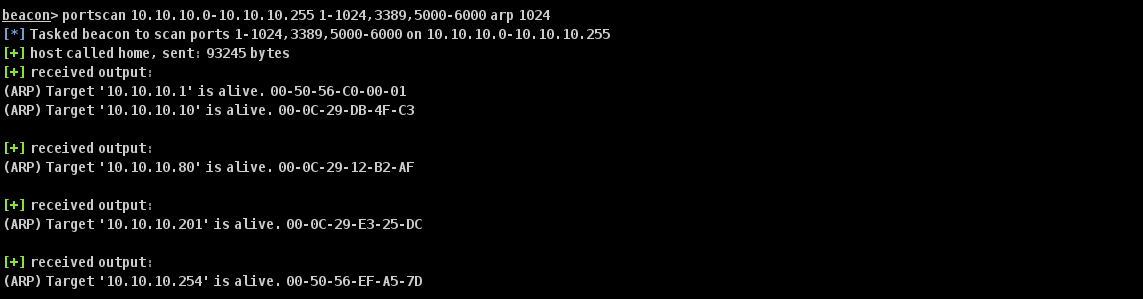 beacon> portscan 10.10.10.0-10.10.10.255 1-1024,3389,5000-6000 arp 1024
[*] Tasked beacon to scan ports 1-1024,3389,5000-6000 on 10.10.10.0-10.10.10.255
[+] host called home, sent: 93245 bytes
[+] received output:
(ARP) Target '10.10.10.1' is alive. 00-50-56-C0-00-01
(ARP) Target '10.10.10.10' is alive. 00-0C-29-DB-4F-C3
[+] received output:
(ARP) Target '10.10.10.80' is alive. 00-0C-29-12-B2-AF
[+] received output:
(ARP) Target '10.10.10.201' is alive. 00-0C-29-E3-25-DC
[+] received output:
(ARP) Target '10.10.10.254' is alive. 00-50-56-EF-A5-7D